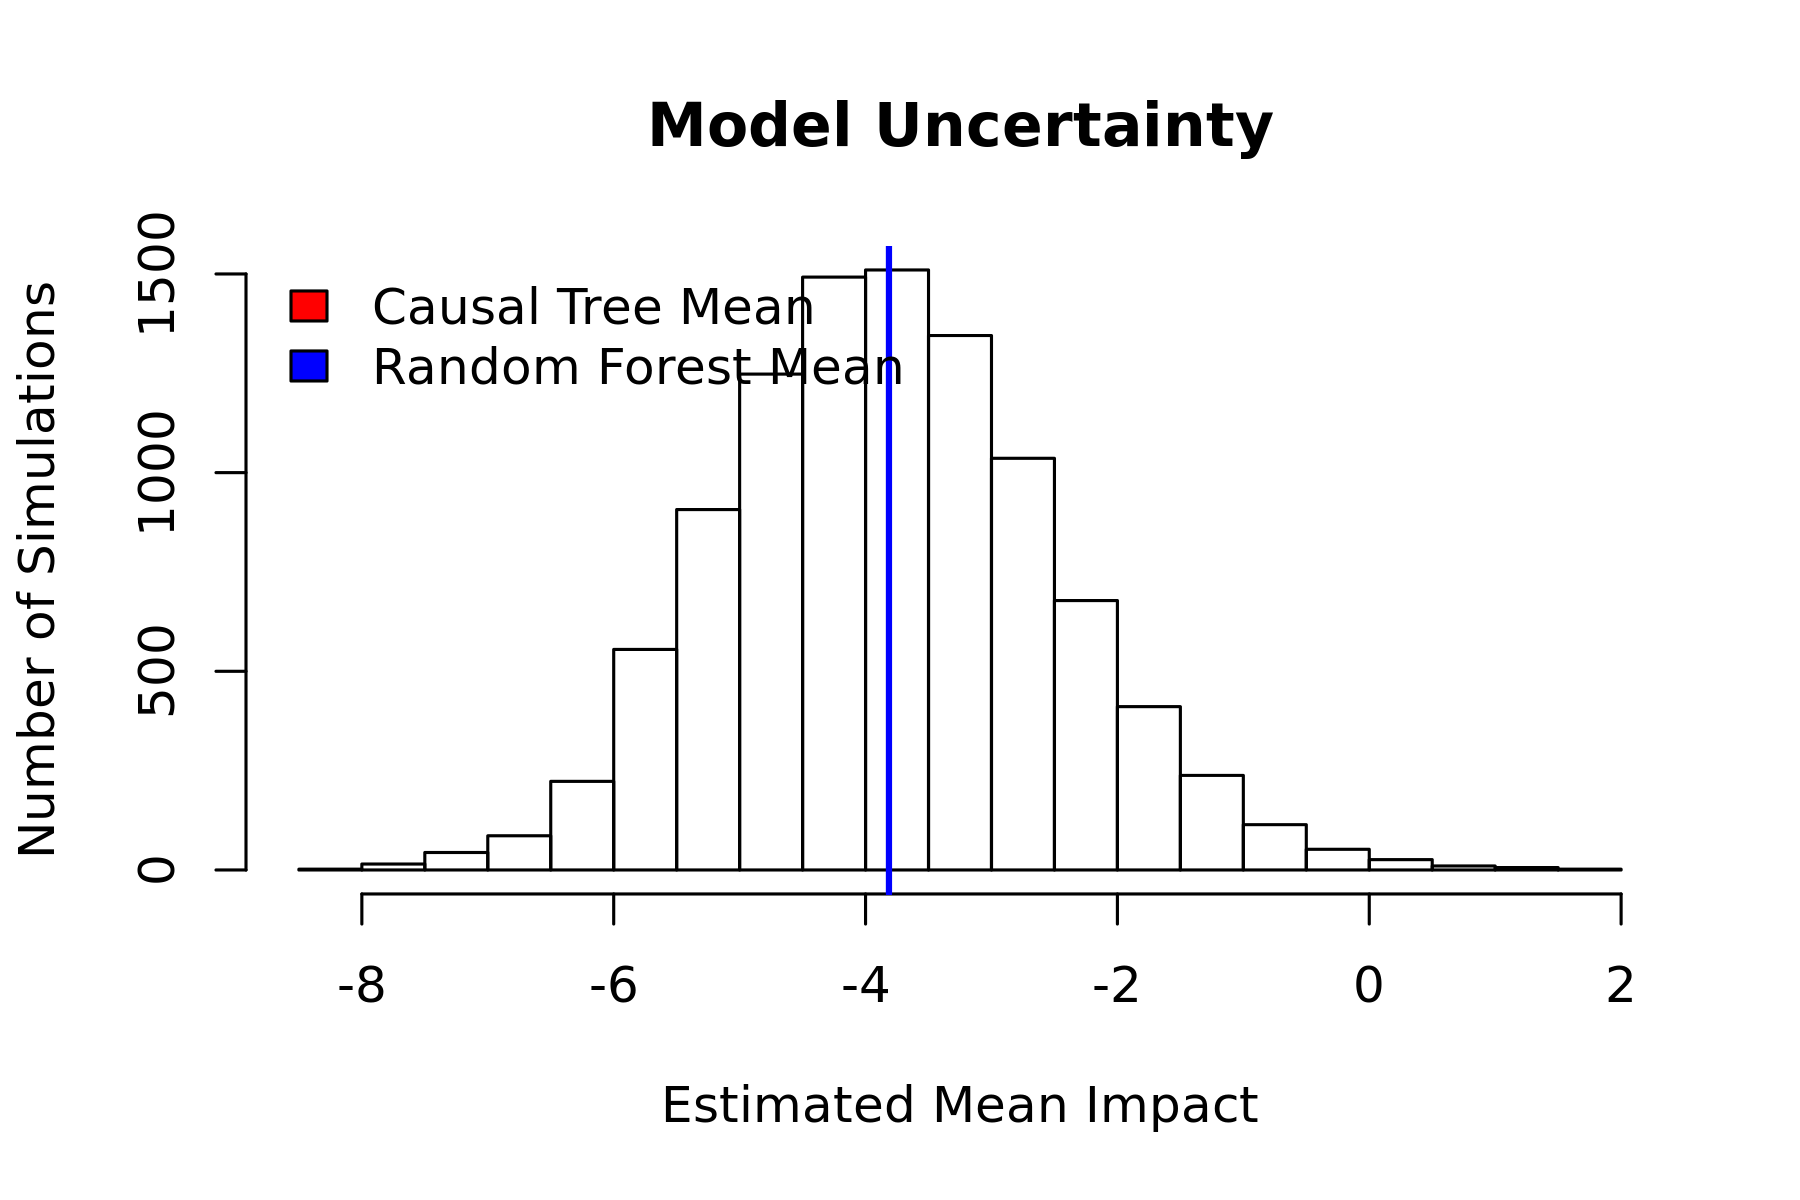 Model Uncertainty
Number of Simulations
1500
1000
500
0
Causal Tree Mean
Random Forest Mean
-8 -6 -4 -2 0 2
Estimated Mean Impact